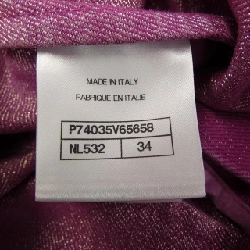 MADE IN ITALY
FABRIQUE EN ITALIE
P74035V65658
NL532 34